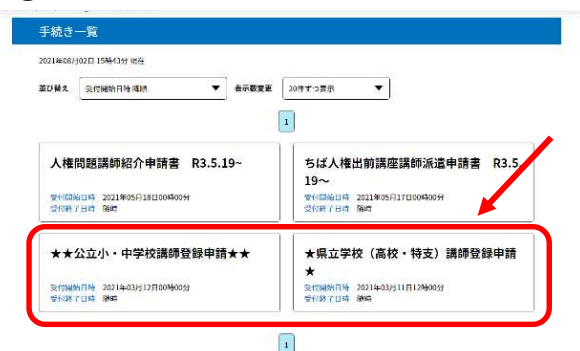 手続き一覧
2021年08月02日 15時43分 現在
並び替え 受付開始日時 降順 ▼ 表示数変更 20件ずつ表示 ▼
1
人権問題講師紹介申請書 R3.5.19~
受付開始日時 2021年05月18日00時00分
受付終了日時 随時
ちば人権出前講座講師派遣申請書 R3.5.
19～
受付開始日時 2021年05月17日00時00分
受付終了日時 随時
★★公立小・中学校講師登録申請★★
受付開始日時 2021年03月12日00時00分
受付終了日時 随時
★県立学校（高校・特支）講師登録申請
★
受付開始日時 2021年03月11日12時00分
受付終了日時 随時
1